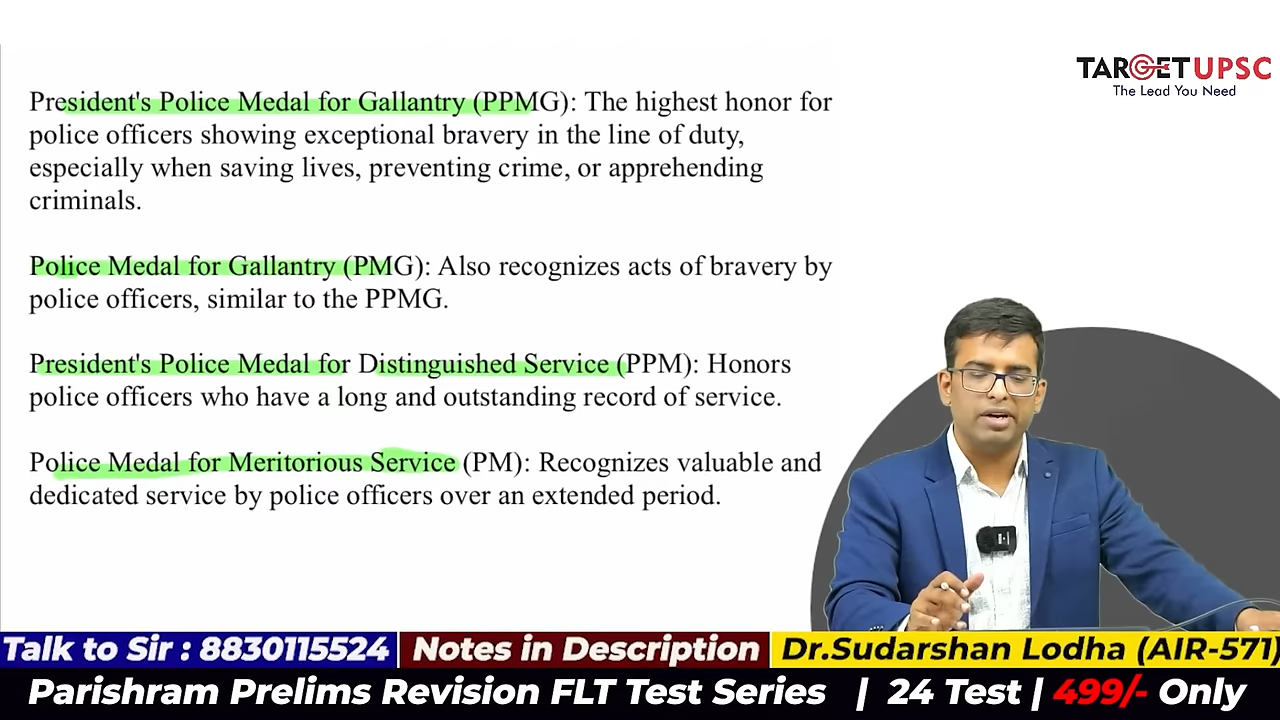 TARGETUPSC
The Lead You Need
President's Police Medal for Gallantry (PPMG): The highest honor for
police officers showing exceptional bravery in the line of duty,
especially when saving lives, preventing crime, or apprehending
criminals.
Police Medal for Gallantry (PMG): Also recognizes acts of bravery by
police officers, similar to the PPMG.
President's Police Medal for Distinguished Service (PPM): Honors
police officers who have a long and outstanding record of service.
Police Medal for Meritorious Service (PM): Recognizes valuable and
dedicated service by police officers over an extended period.
Talk to Sir : 8830115524 Notes in Description Dr.Sudarshan Lodha (AIR-571)
Parishram Prelims Revision FLT Test Series | 24 Test | 499/- Only